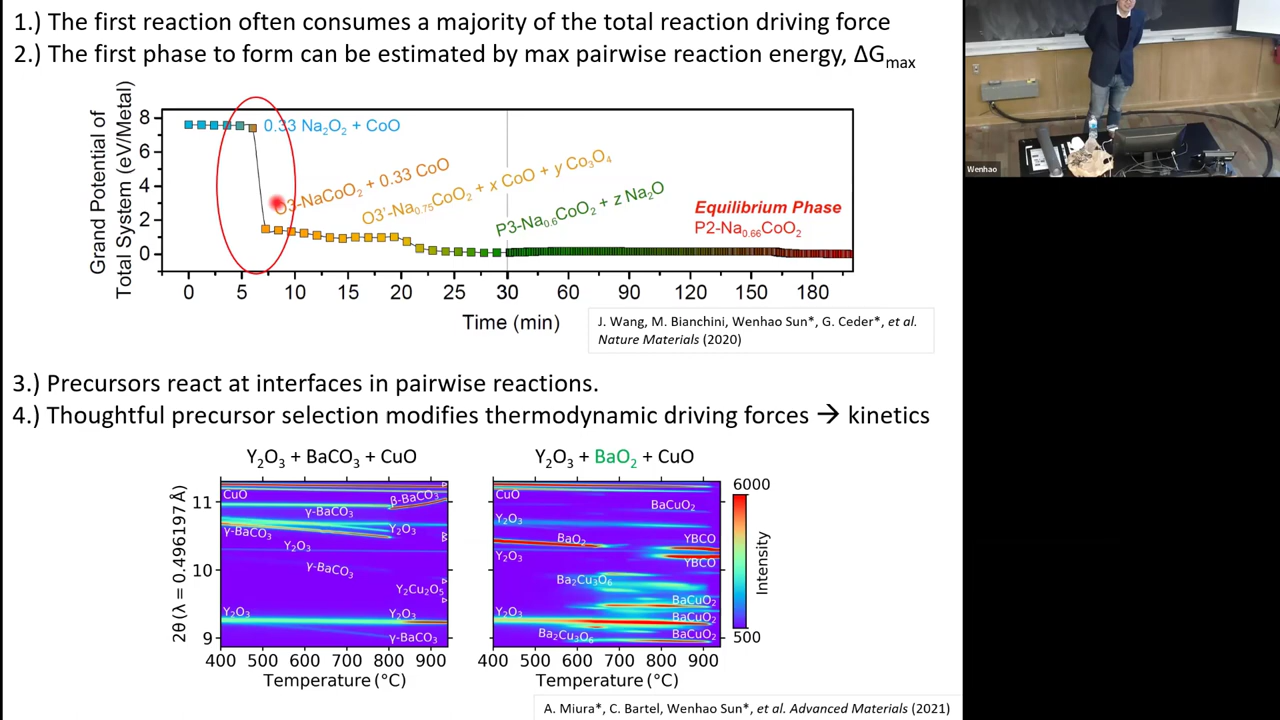 1.) The first reaction often consumes a majority of the total reaction driving force
2.) The first phase to form can be estimated by max pairwise reaction energy, ΔGmax
Grand Potential of
Total System (eV/Metal)
8
6
4
2
0
0.33 Na₂O₂ + CoO
O3-NaCoO₂ + 0.33 CoO
O3'-Na₀.₇₅CoO₂ + x CoO + y Co₃O₄
P3-Na₀.₆CoO₂ + z Na₂O
Equilibrium Phase
P2-Na₀.₆₆CoO₂
0 5 10 15 20 25 30 60 90 120 150 180
Time (min)
J. Wang, M. Bianchini, Wenhao Sun*, G. Ceder*, et al.
Nature Materials (2020)
3.) Precursors react at interfaces in pairwise reactions.
4.) Thoughtful precursor selection modifies thermodynamic driving forces → kinetics
Y₂O₃ + BaCO₃ + CuO
2θ (λ = 0.496197 Å)
11
10
9
CuO
β-BaCO₃
γ-BaCO₃
γ-BaCO₃
Y₂O₃
Y₂O₃
γ-BaCO₃
Y₂Cu₂O₅
Y₂O₃
Y₂O₃
γ-BaCO₃
400 500 600 700 800 900
Temperature (°C)
Y₂O₃ + BaO₂ + CuO
CuO
BaCuO₂
Y₂O₃
BaO₂
YBCO
Y₂O₃
YBCO
Ba₂Cu₃O₆
BaCuO₂
Y₂O₃
BaCuO₂
Ba₂Cu₃O₆
BaCuO₂
400 500 600 700 800 900
Temperature (°C)
6000
Intensity
500
A. Miura*, C. Bartel, Wenhao Sun*, et al. Advanced Materials (2021)
Wenhao